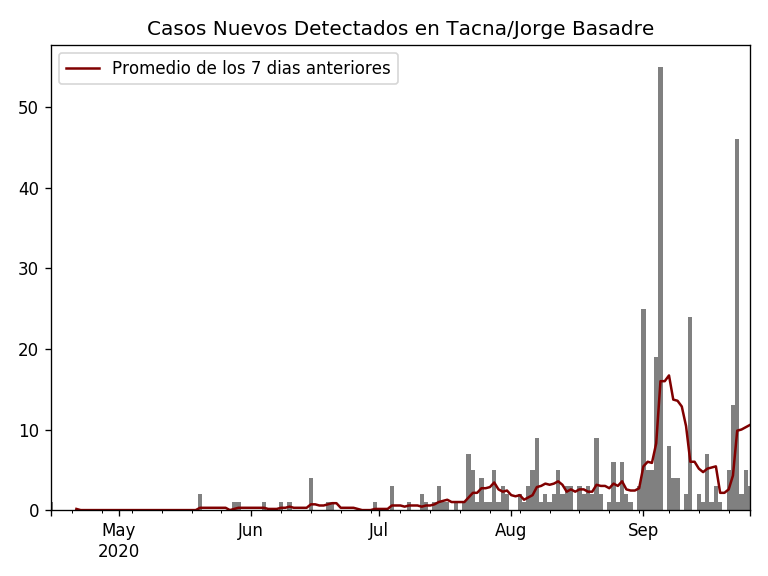 Casos Nuevos Detectados en Tacna/Jorge Basadre
Promedio de los 7 dias anteriores
50
40
30
20
10
0
May
2020
Jun
Jul
Aug
Sep